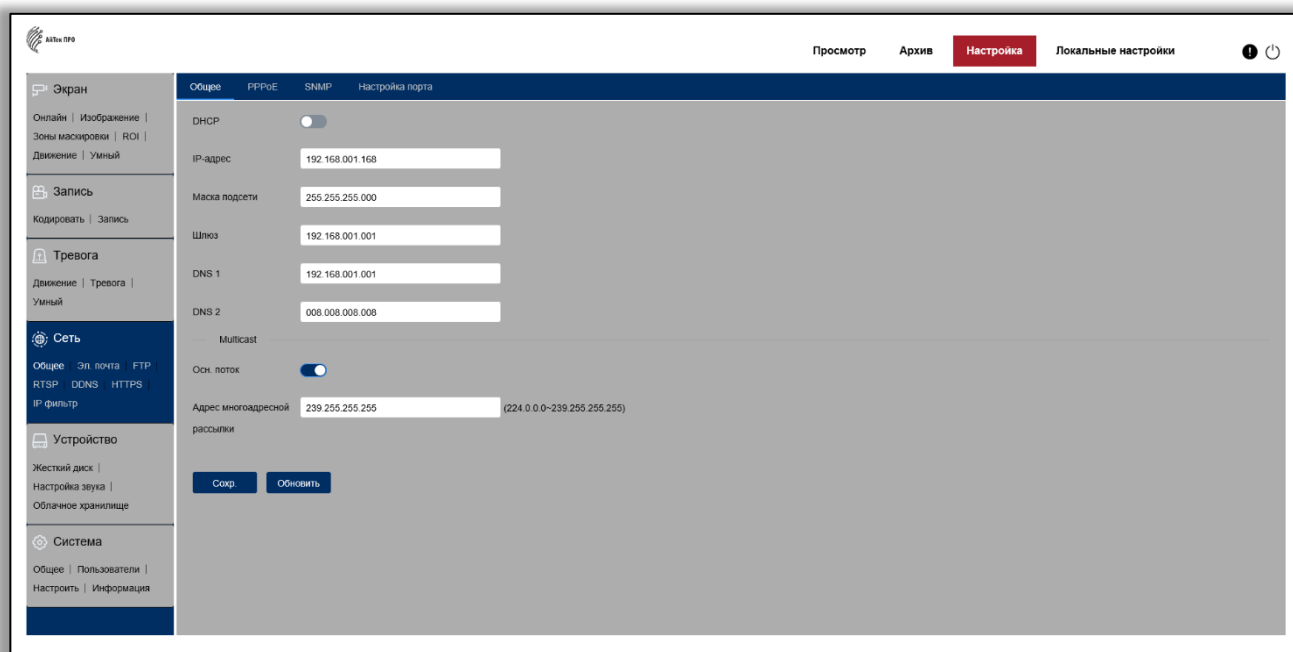 АйТек ПРО
Просмотр Архив Настройка Локальные настройки
Экран
Онлайн | Изображение |
Зоны маскировки | ROI |
Движение | Умный
Запись
Кодировать | Запись
Тревога
Движение | Тревога |
Умный
Сеть
Общее | Эл. почта | FTP |
RTSP | DDNS | HTTPS |
IP фильтр
Устройство
Жесткий диск |
Настройка звука |
Облачное хранилище
Система
Общее | Пользователи |
Настроить | Информация
Общее PPPoE SNMP Настройка порта
DHCP
IP-адрес 192.168.001.168
Маска подсети 255.255.255.000
Шлюз 192.168.001.001
DNS 1 192.168.001.001
DNS 2 008.008.008.008
Multicast
Осн. поток
Адрес многоадресной 239.255.255.255 (224.0.0.0~239.255.255.255)
рассылки
Сохр. Обновить